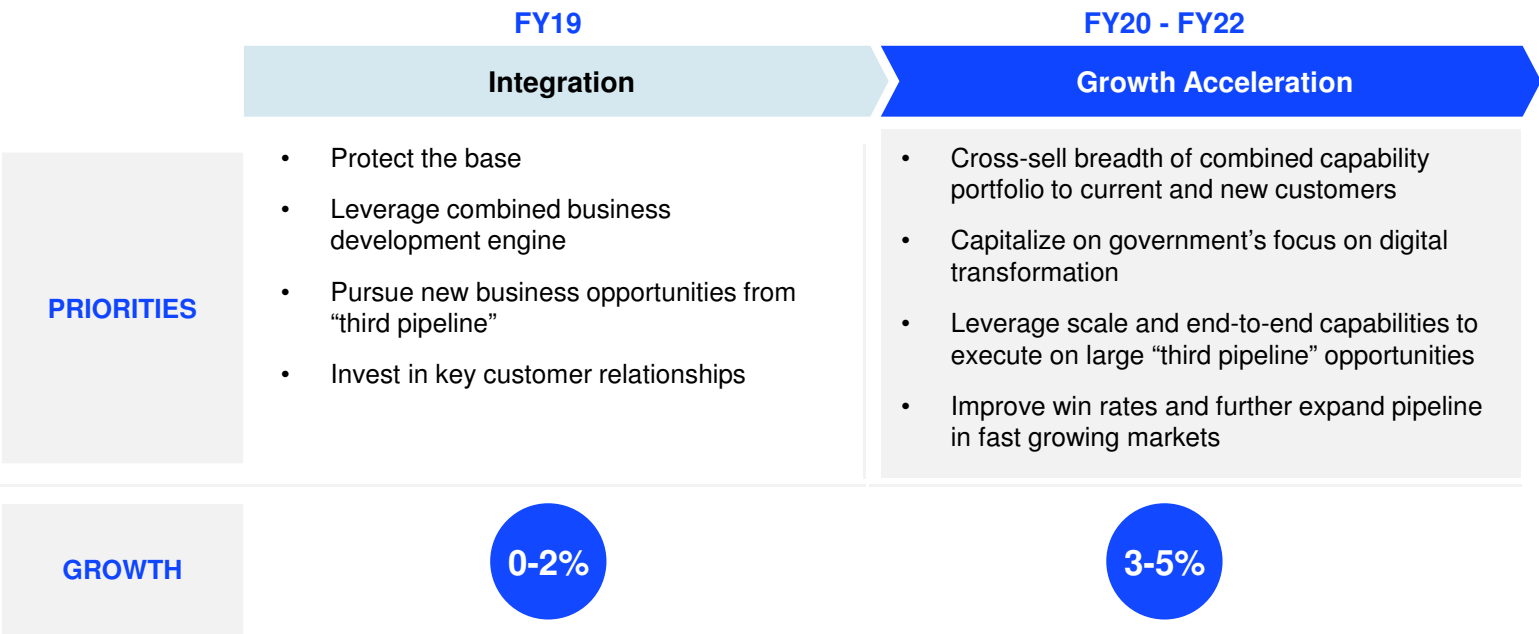 FY19
FY20 - FY22
Integration
Growth Acceleration
PRIORITIES
• Protect the base
• Leverage combined business
development engine
• Pursue new business opportunities from
“third pipeline”
• Invest in key customer relationships
• Cross-sell breadth of combined capability
portfolio to current and new customers
• Capitalize on government’s focus on digital
transformation
• Leverage scale and end-to-end capabilities to
execute on large “third pipeline” opportunities
• Improve win rates and further expand pipeline
in fast growing markets
GROWTH
0-2%
3-5%